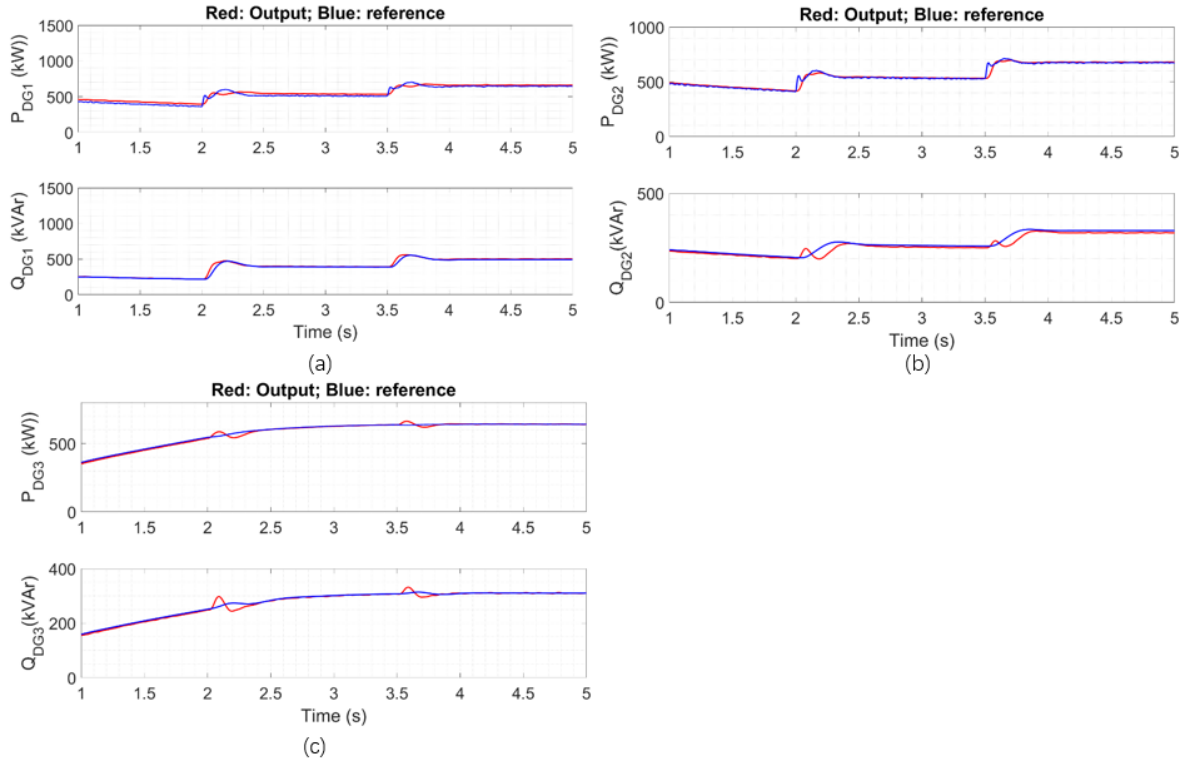 Red: Output; Blue: reference
P_DG1 (kW)
1500
1000
500
0
1 1.5 2 2.5 3 3.5 4 4.5 5
Q_DG1 (kVAr)
1500
1000
500
0
1 1.5 2 2.5 3 3.5 4 4.5 5
Time (s)
(a)
Red: Output; Blue: reference
P_DG2 (kW))
1000
500
0
1 1.5 2 2.5 3 3.5 4 4.5 5
Q_DG2(kVAr)
500
0
1 1.5 2 2.5 3 3.5 4 4.5 5
Time (s)
(b)
Red: Output; Blue: reference
P_DG3 (kW))
500
0
1 1.5 2 2.5 3 3.5 4 4.5 5
Q_DG3(kVAr)
400
200
0
1 1.5 2 2.5 3 3.5 4 4.5 5
Time (s)
(c)